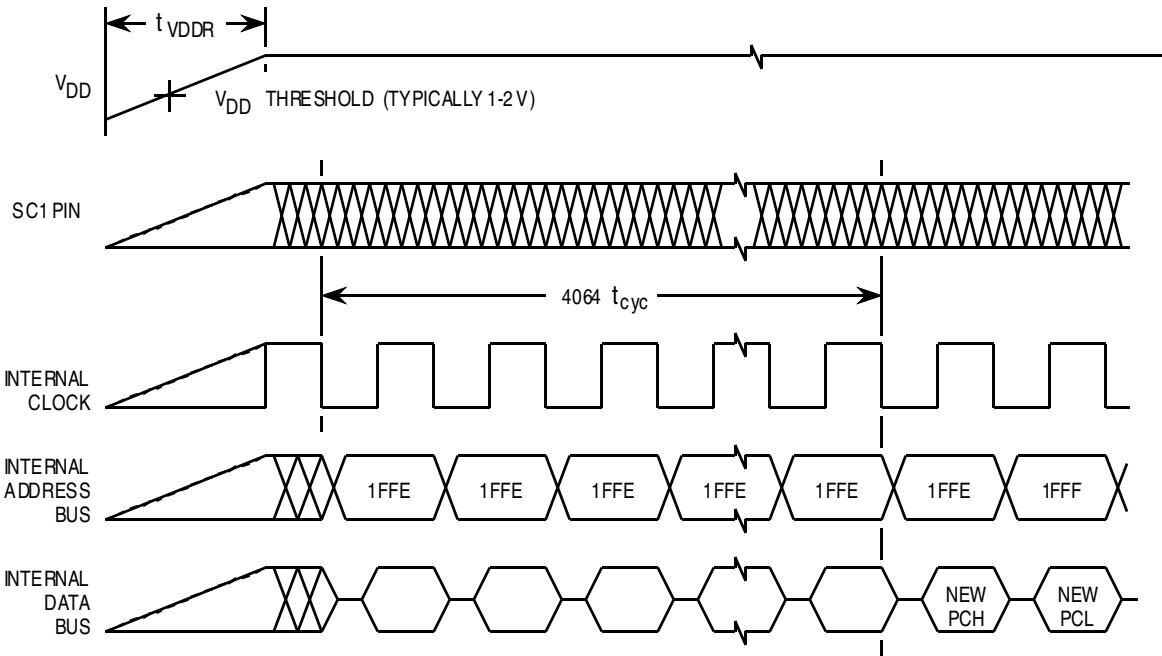 t VDDR
VDD
VDD THRESHOLD (TYPICALLY 1-2 V)
SC1 PIN
4064 tcyc
INTERNAL
CLOCK
INTERNAL
ADDRESS
BUS
1FFE 1FFE 1FFE 1FFE 1FFE 1FFE 1FFF
INTERNAL
DATA
BUS
NEW
PCH
NEW
PCL